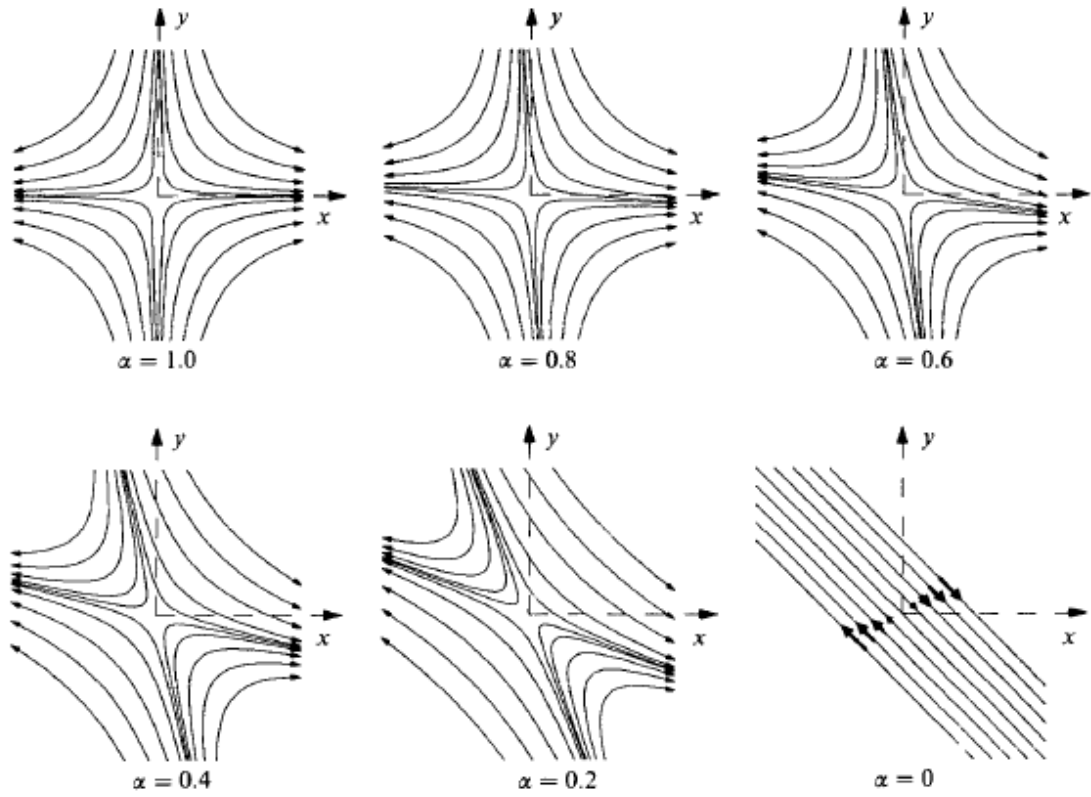 y
y
y
x
x
x
α = 1.0
α = 0.8
α = 0.6
y
y
y
x
x
x
α = 0.4
α = 0.2
α = 0